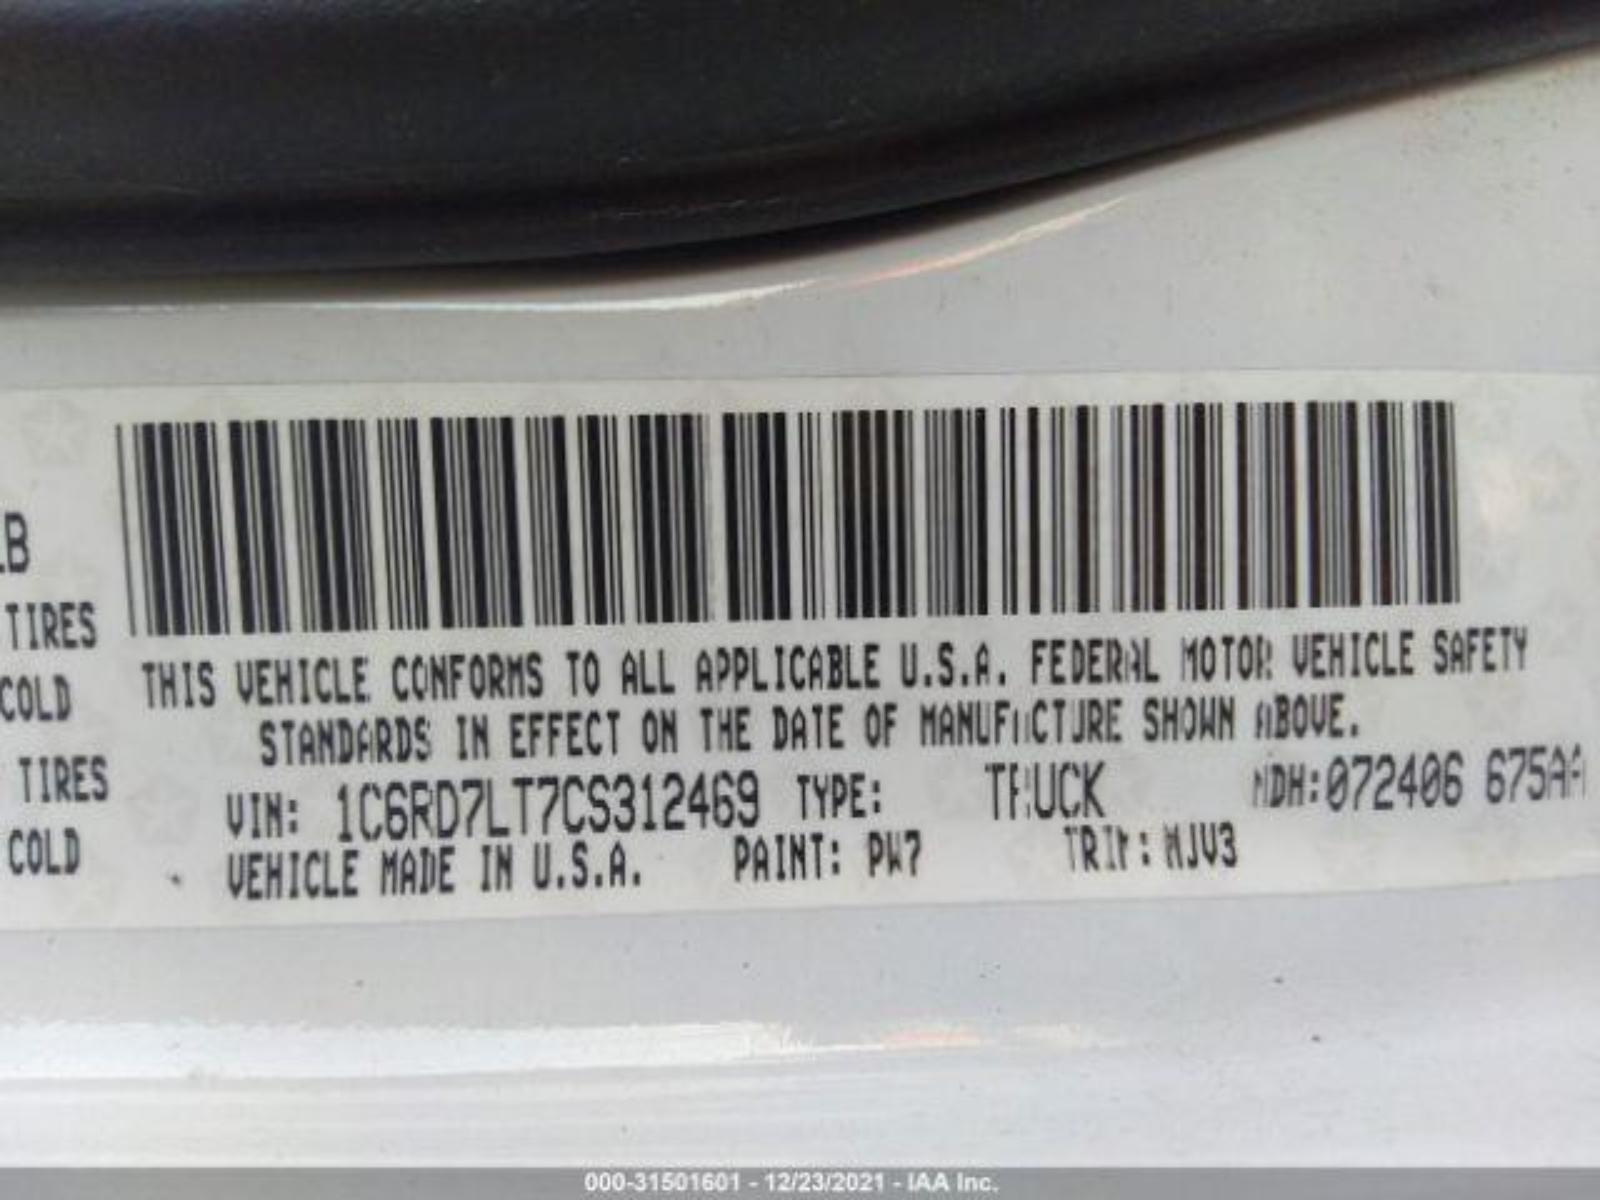 LB
TIRES
COLD
TIRES
COLD
THIS VEHICLE CONFORMS TO ALL APPLICABLE U.S.A. FEDERAL MOTOR VEHICLE SAFETY
STANDARDS IN EFFECT ON THE DATE OF MANUFACTURE SHOWN ABOVE.
VIN: 1C6RD7LT7CS312469 TYPE: TRUCK MDH:072406 675AA
VEHICLE MADE IN U.S.A. PAINT: PW7 TRIM: MJV3
000-31501601 - 12/23/2021 - IAA Inc.